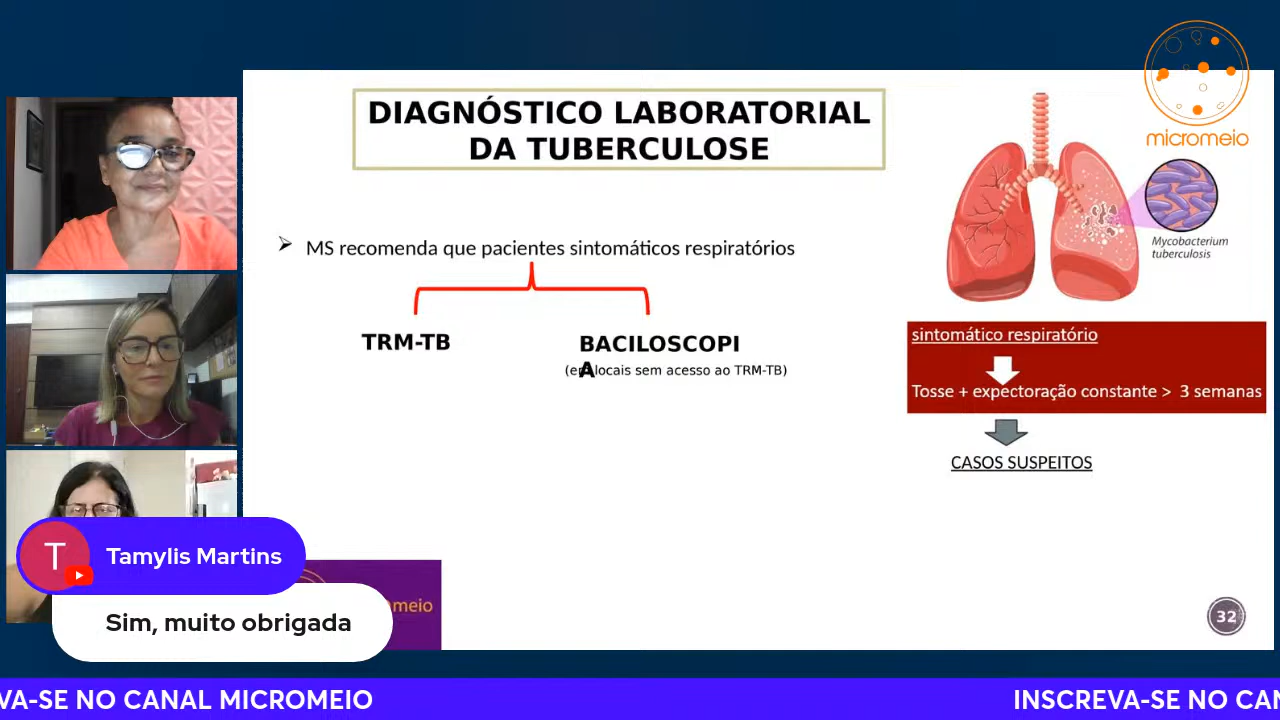 micromeio
DIAGNÓSTICO LABORATORIAL
DA TUBERCULOSE
MS recomenda que pacientes sintomáticos respiratórios
TRM-TB
BACILOSCOPI
A
locais sem acesso ao TRM-TB)
Mycobacterium
tuberculosis
sintomático respiratório
Tosse + expectoração constante > 3 semanas
CASOS SUSPEITOS
T
Tamylis Martins
Sim, muito obrigada
meio
32
VA-SE NO CANAL MICROMEIO
INSCREVA-SE NO CAN